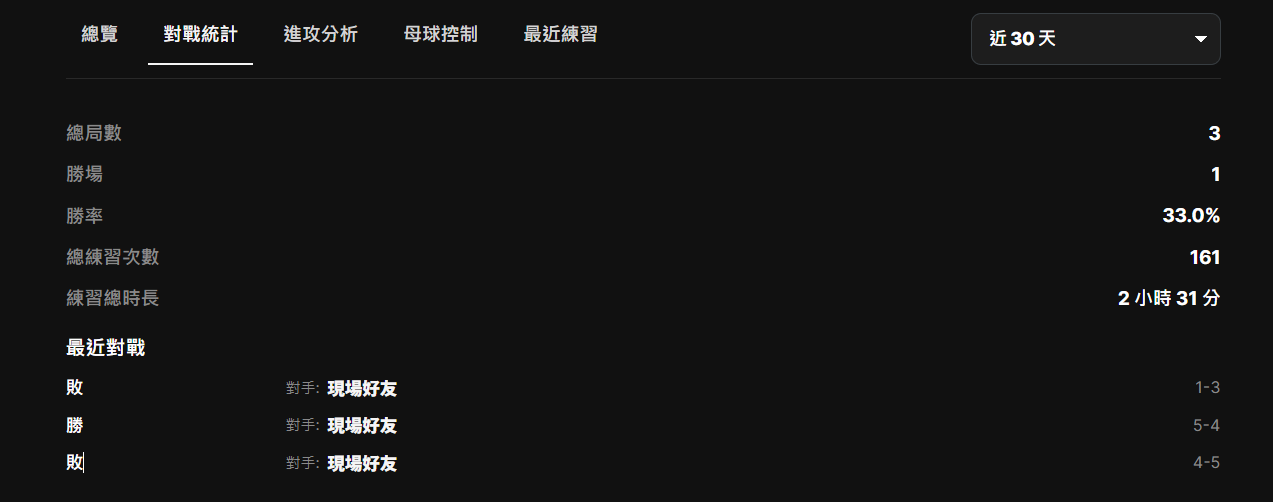 總覽 對戰統計 進攻分析 母球控制 最近練習 近 30 天
總局數 3
勝場 1
勝率 33.0%
總練習次數 161
練習總時長 2 小時 31 分
最近對戰
敗 對手: 現場好友 1-3
勝 對手: 現場好友 5-4
敗 對手: 現場好友 4-5